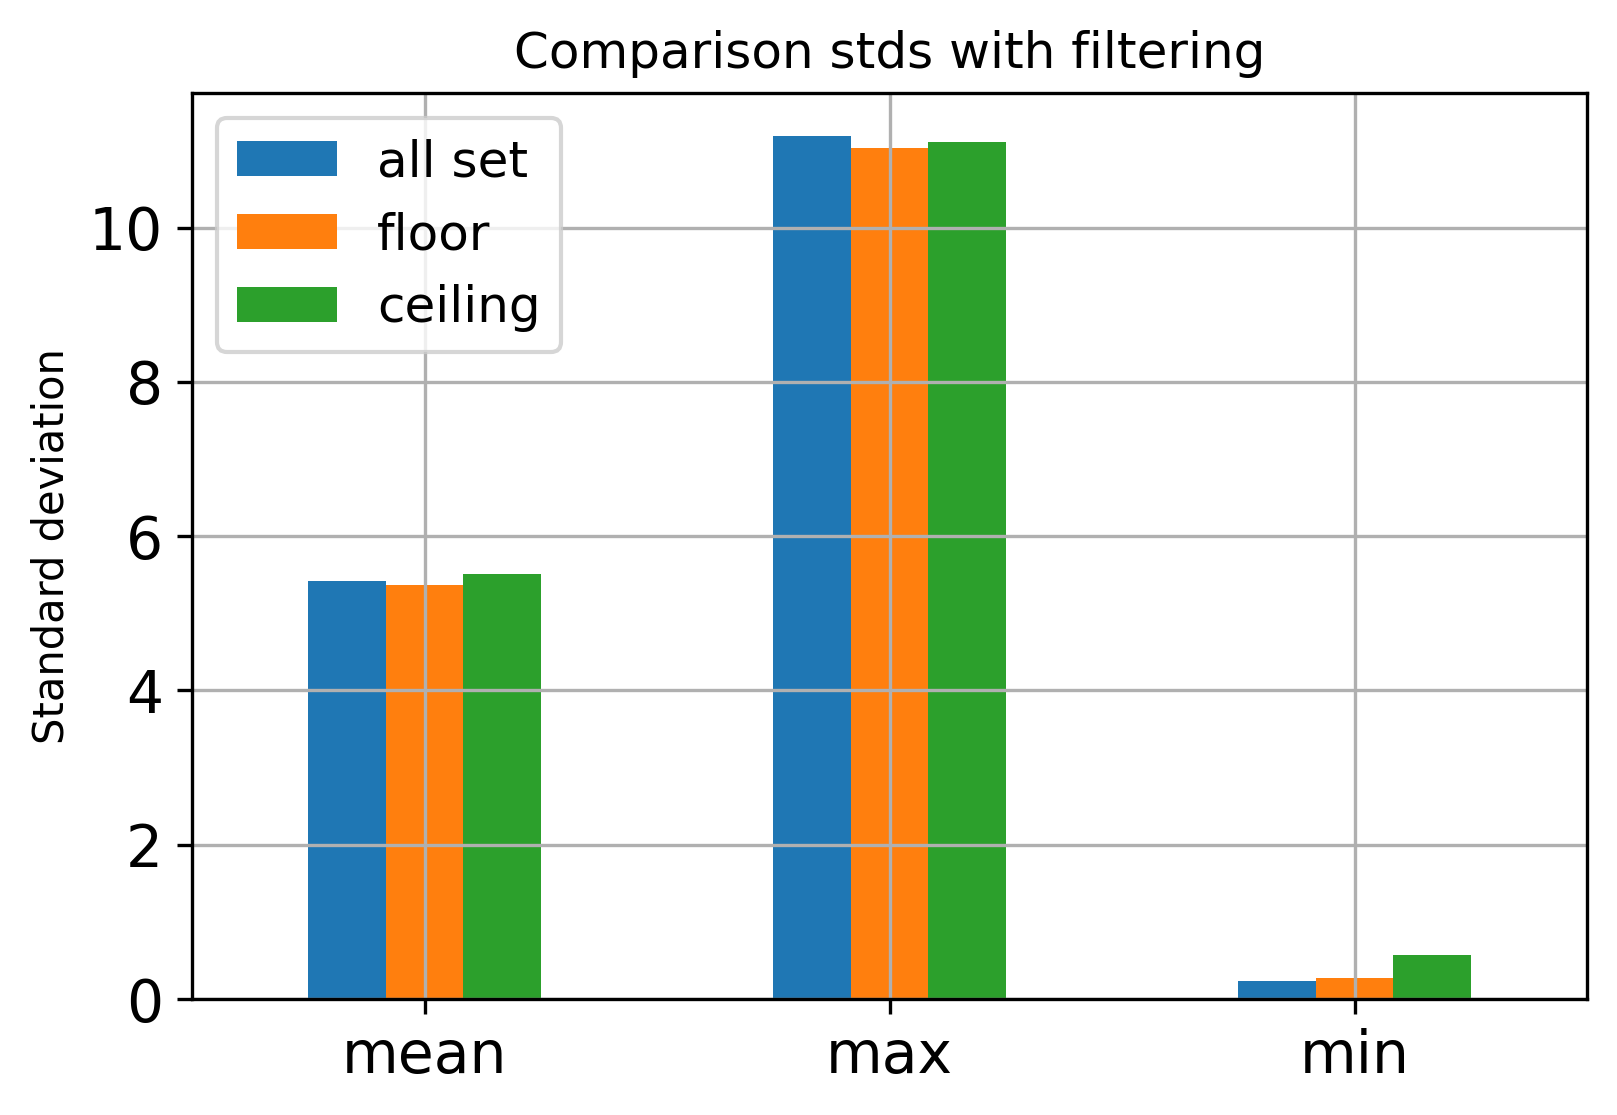 Comparison stds with filtering
all set
floor
ceiling
Standard deviation
10
8
6
4
2
0
mean max min